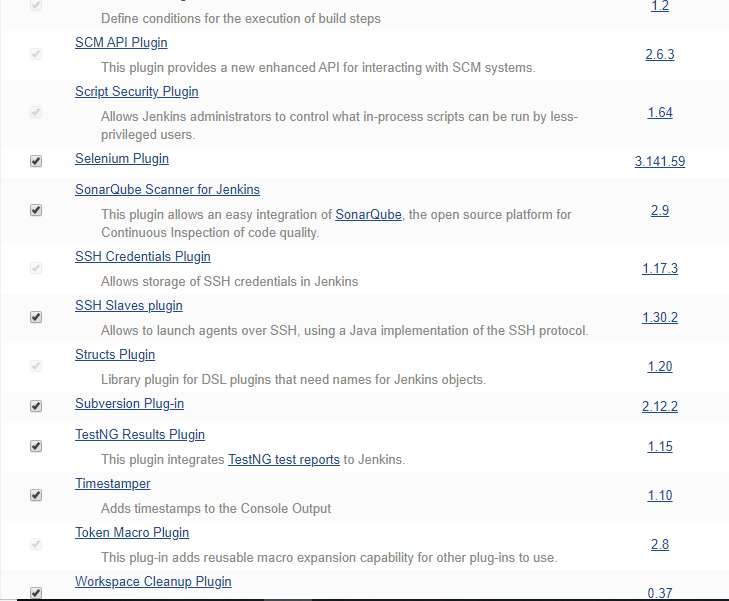 Define conditions for the execution of build steps
1.2
SCM API Plugin
This plugin provides a new enhanced API for interacting with SCM systems.
2.6.3
Script Security Plugin
Allows Jenkins administrators to control what in-process scripts can be run by less-
privileged users.
1.64
Selenium Plugin
3.141.59
SonarQube Scanner for Jenkins
This plugin allows an easy integration of SonarQube, the open source platform for
Continuous Inspection of code quality.
2.9
SSH Credentials Plugin
Allows storage of SSH credentials in Jenkins
1.17.3
SSH Slaves plugin
Allows to launch agents over SSH, using a Java implementation of the SSH protocol.
1.30.2
Structs Plugin
Library plugin for DSL plugins that need names for Jenkins objects.
1.20
Subversion Plug-in
2.12.2
TestNG Results Plugin
This plugin integrates TestNG test reports to Jenkins.
1.15
Timestamper
Adds timestamps to the Console Output
1.10
Token Macro Plugin
This plug-in adds reusable macro expansion capability for other plug-ins to use.
2.8
Workspace Cleanup Plugin
0.37